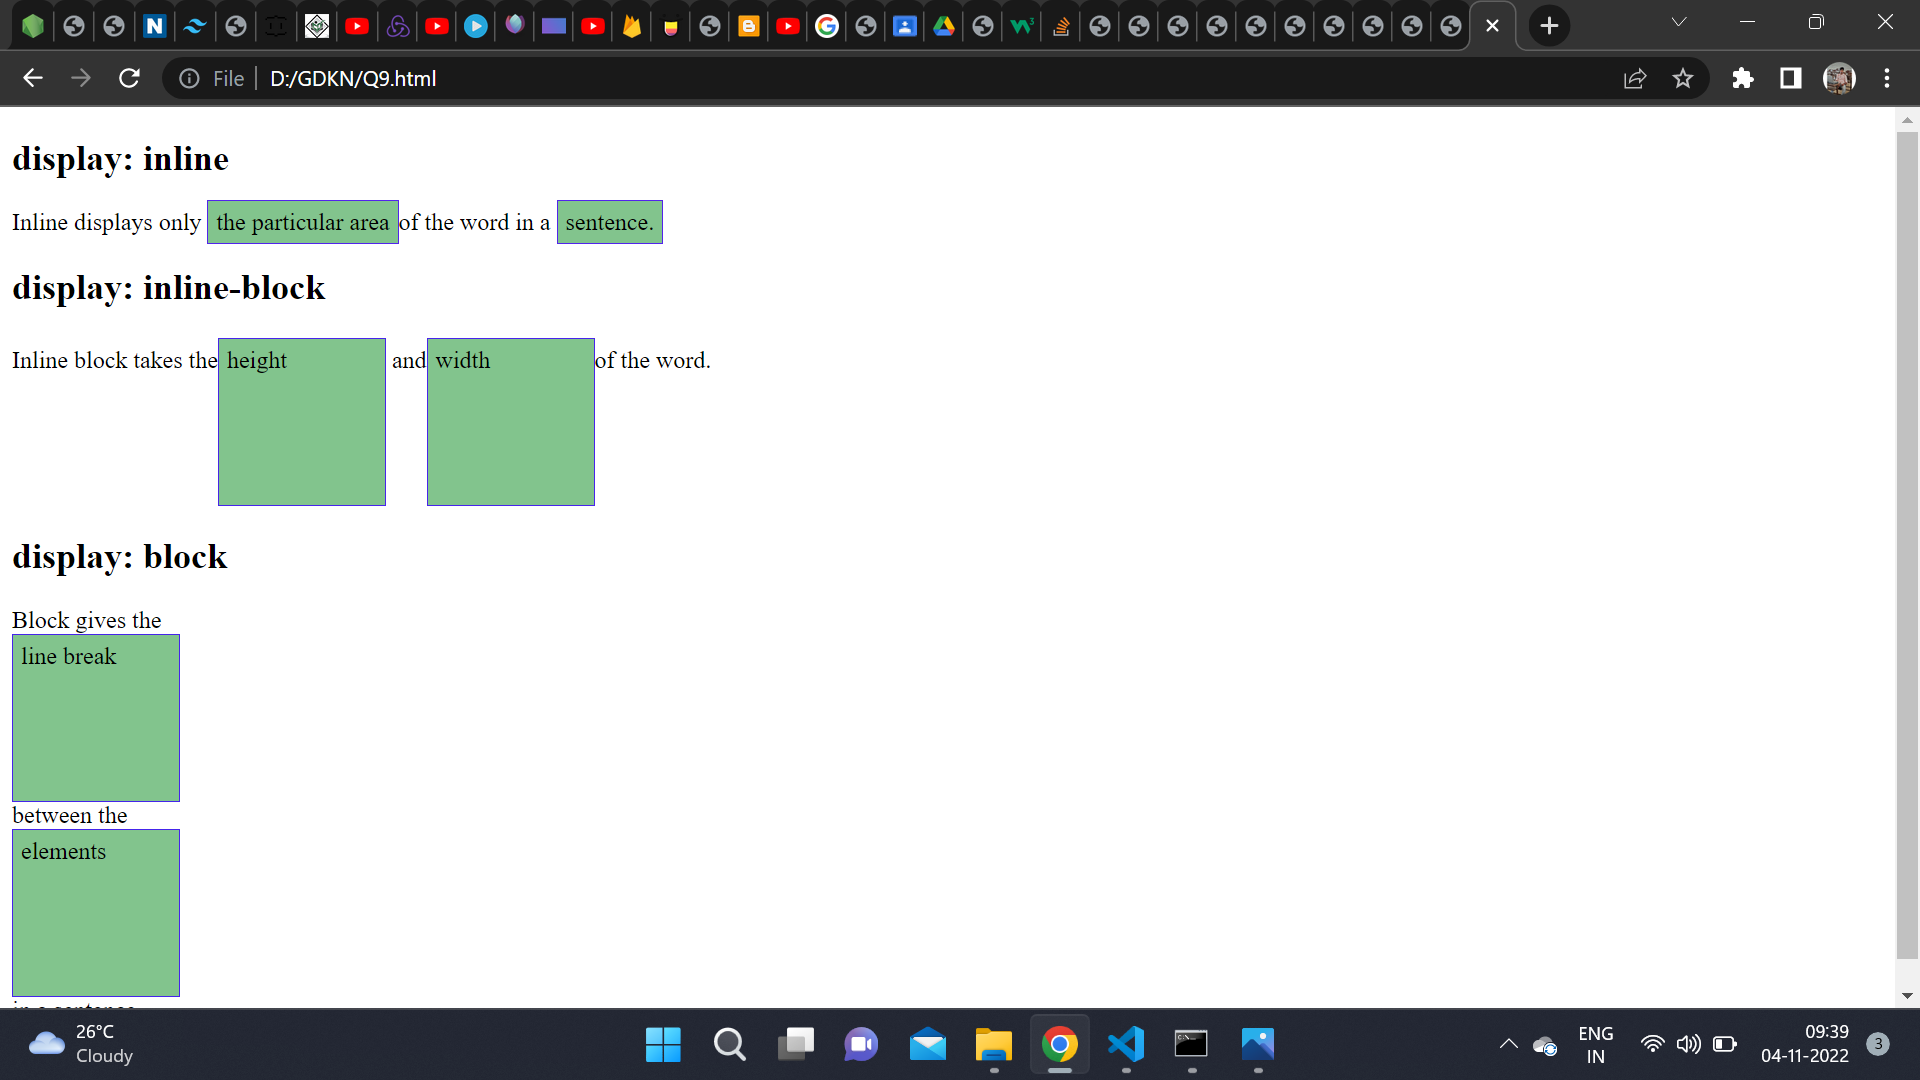 File
D:/GDKN/Q9.html
display: inline
Inline displays only the particular area of the word in a sentence.
display: inline-block
Inline block takes the height and width of the word.
display: block
Block gives the
line break
between the
elements
26°C
Cloudy
ENG
IN
09:39
04-11-2022
3